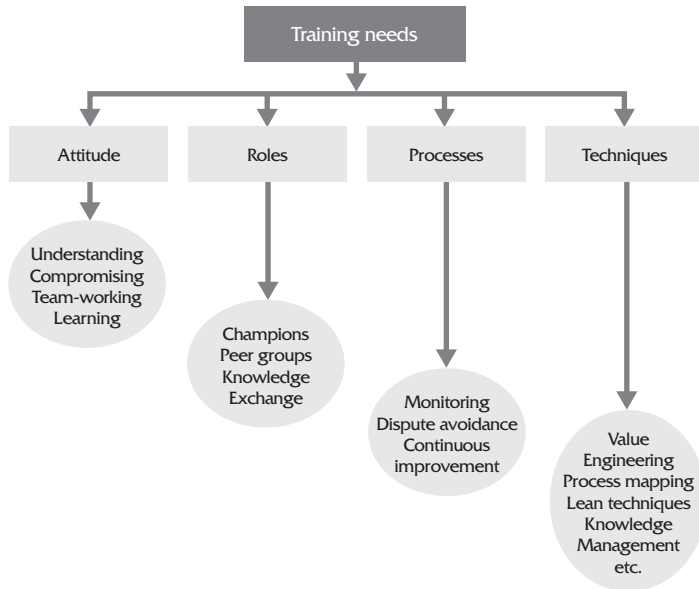 Training needs
Attitude
Roles
Processes
Techniques
Understanding
Compromising
Team-working
Learning
Champions
Peer groups
Knowledge
Exchange
Monitoring
Dispute avoidance
Continuous
improvement
Value
Engineering
Process mapping
Lean techniques
Knowledge
Management
etc.